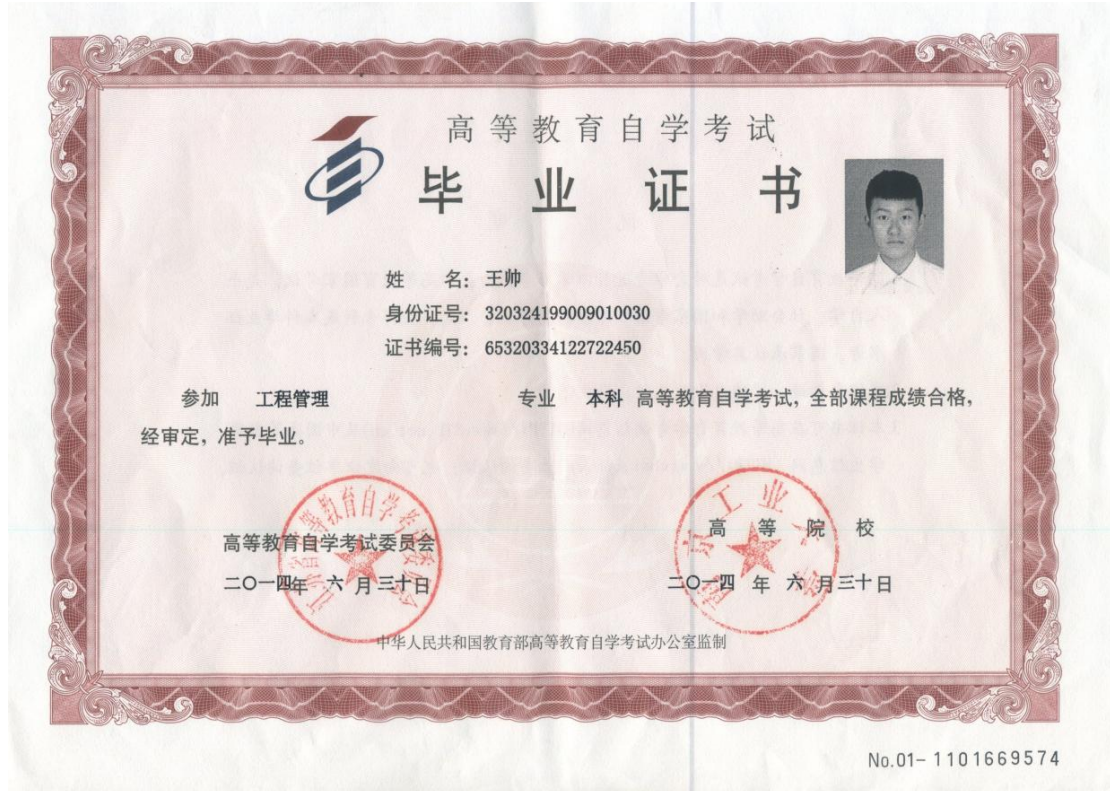 高等教育自学考试
毕业证书
姓 名：王帅
身份证号：320324199009010030
证书编号：65320334122722450
参加 工程管理 专业 本科 高等教育自学考试，全部课程成绩合格，
经审定，准予毕业。
高等教育自学考试委员会
高等院校
二〇一四年 六月三十日
二〇一四年 六月三十日
中华人民共和国教育部高等教育自学考试办公室监制
No.01-1101669574